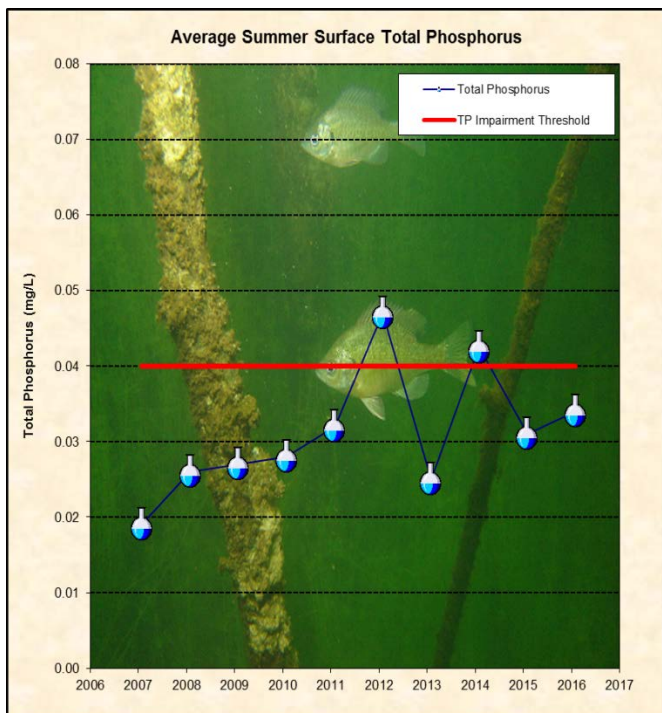 Average Summer Surface Total Phosphorus
0.08
Total Phosphorus
TP Impairment Threshold
0.07
0.06
0.05
0.04
0.03
0.02
0.01
0.00
Total Phosphorus (mg/L)
2006 2007 2008 2009 2010 2011 2012 2013 2014 2015 2016 2017